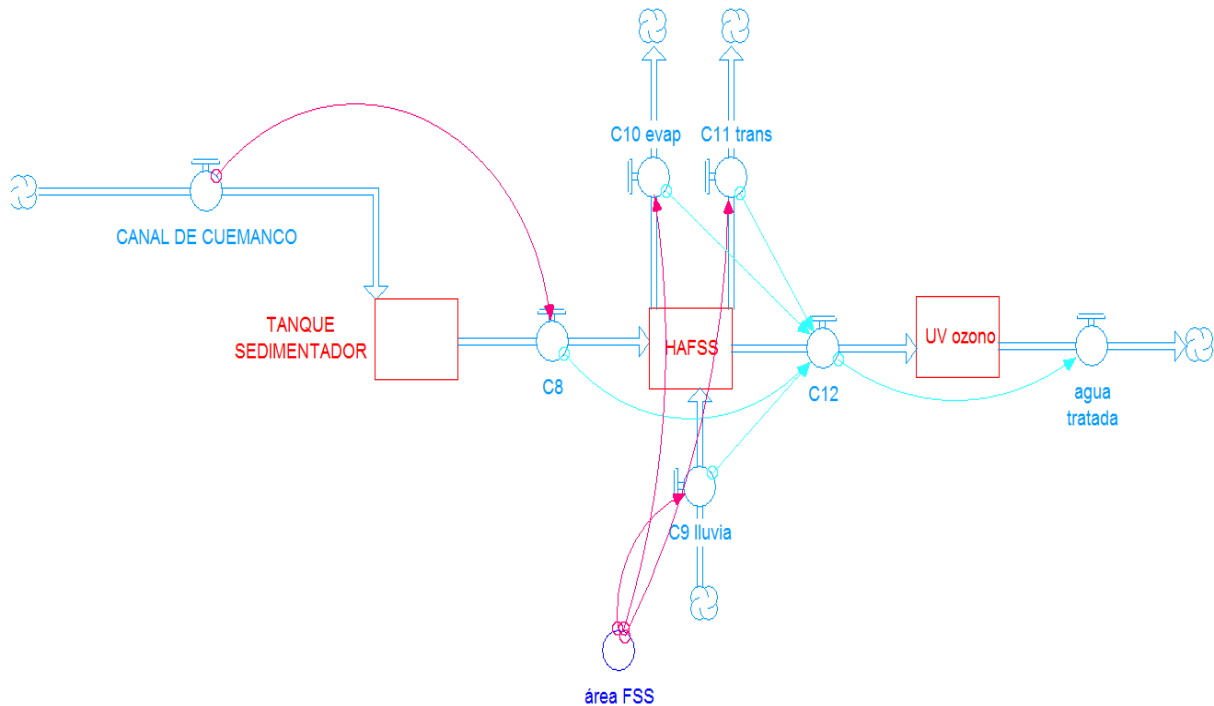 C10 evap
C11 trans
CANAL DE CUEMANCO
TANQUE
SEDIMENTADOR
C8
HAFSS
C12
UV ozono
agua
tratada
C9 lluvia
área FSS